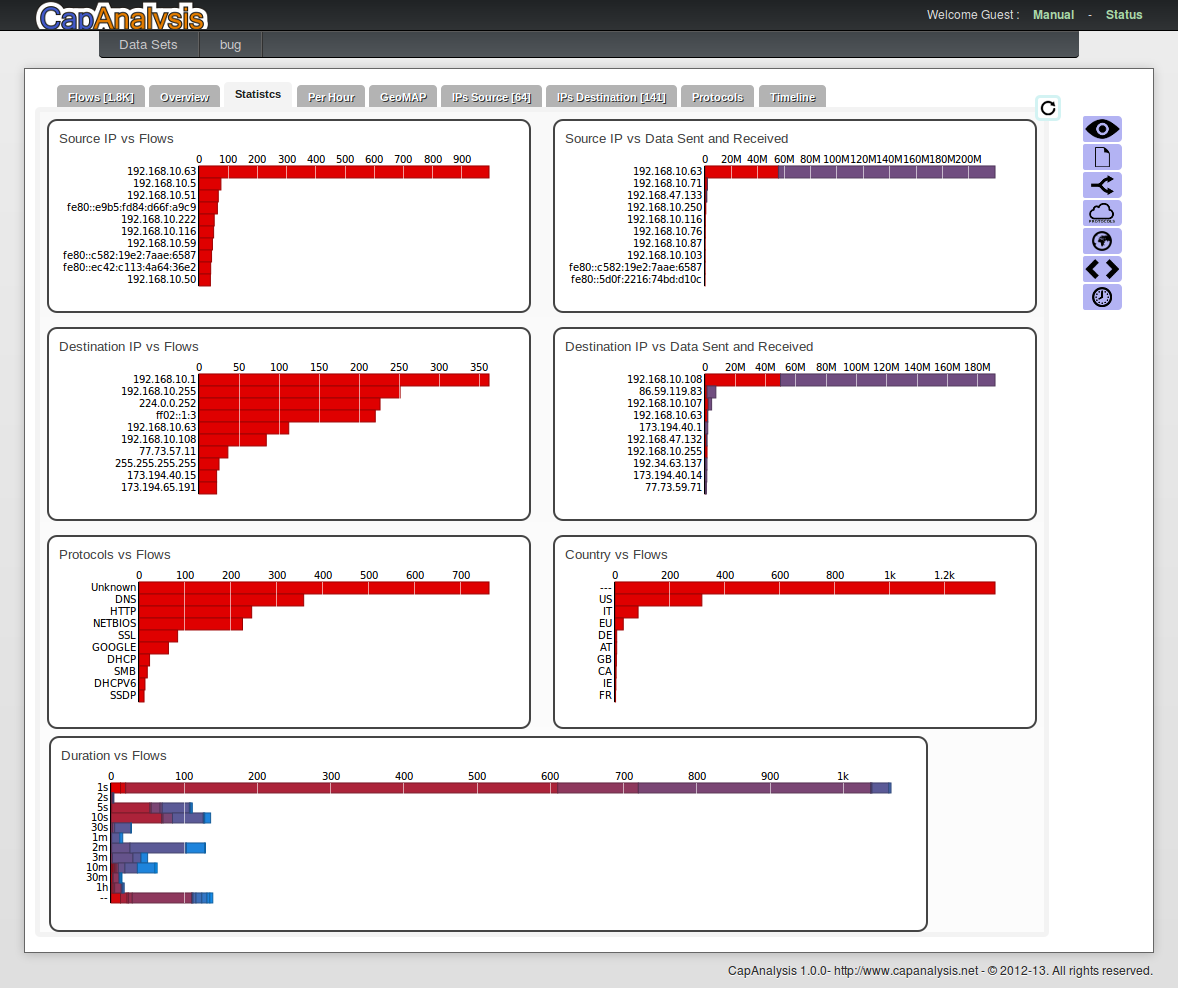 CapAnalysis
Welcome Guest : Manual - Status
Data Sets bug
Flows [1.8K] Overview Statistcs Per Hour GeoMAP IPs Source [64] IPs Destination [141] Protocols Timeline
Source IP vs Flows
0 100 200 300 400 500 600 700 800 900
192.168.10.63
192.168.10.5
192.168.10.51
fe80::e9b5:fd84:d66f:a9c9
192.168.10.222
192.168.10.116
192.168.10.59
fe80::c582:19e2:7aae:6587
fe80::ec42:c113:4a64:36e2
192.168.10.50
Source IP vs Data Sent and Received
0 20M 40M 60M 80M 100M 120M 140M 160M 180M 200M
192.168.10.63
192.168.10.71
192.168.47.133
192.168.10.250
192.168.10.116
192.168.10.76
192.168.10.87
192.168.10.103
fe80::c582:19e2:7aae:6587
fe80::5d0f:2216:74bd:d10c
PROTOCOLS
Destination IP vs Flows
0 50 100 150 200 250 300 350
192.168.10.1
192.168.10.255
224.0.0.252
ff02::1:3
192.168.10.63
192.168.10.108
77.73.57.11
255.255.255.255
173.194.40.15
173.194.65.191
Destination IP vs Data Sent and Received
0 20M 40M 60M 80M 100M 120M 140M 160M 180M
192.168.10.108
86.59.119.83
192.168.10.107
192.168.10.63
173.194.40.1
192.168.47.132
192.168.10.255
192.34.63.137
173.194.40.14
77.73.59.71
Protocols vs Flows
0 100 200 300 400 500 600 700
Unknown
DNS
HTTP
NETBIOS
SSL
GOOGLE
DHCP
SMB
DHCPV6
SSDP
Country vs Flows
0 200 400 600 800 1k 1.2k
---
US
IT
EU
DE
AT
GB
CA
IE
FR
Duration vs Flows
0 100 200 300 400 500 600 700 800 900 1k
1s
2s
5s
10s
30s
1m
2m
3m
10m
30m
1h
--
CapAnalysis 1.0.0- http://www.capanalysis.net - © 2012-13. All rights reserved.